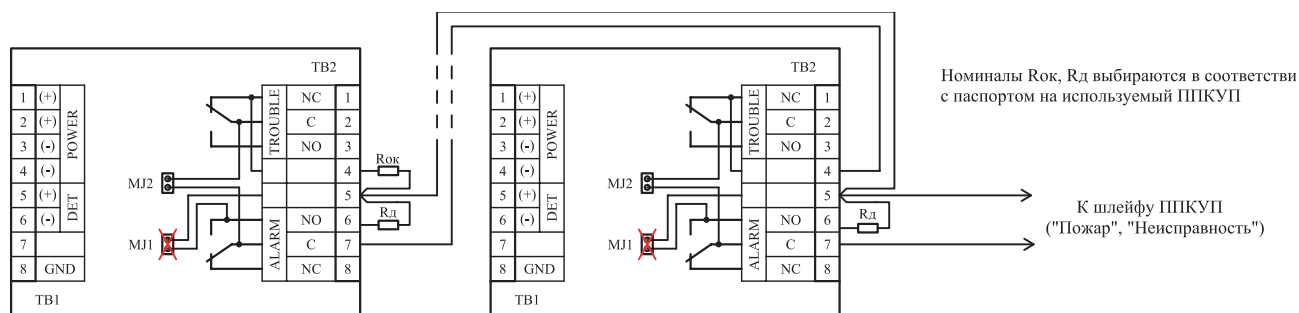 TB2
1 (+)
2 (+)
3 (-)
4 (-)
POWER
5 (+)
6 (-)
DET
7
8 GND
TB1
TROUBLE
NC 1
C 2
NO 3
4
5
ALARM
NO 6
C 7
NC 8
MJ2
MJ1
Rок
Rд
TB2
1 (+)
2 (+)
3 (-)
4 (-)
POWER
5 (+)
6 (-)
DET
7
8 GND
TB1
TROUBLE
NC 1
C 2
NO 3
4
5
ALARM
NO 6
C 7
NC 8
MJ2
MJ1
Rд
Номиналы Rок, Rд выбираются в соответстви
с паспортом на используемый ППКУП
К шлейфу ППКУП
("Пожар", "Неисправность")